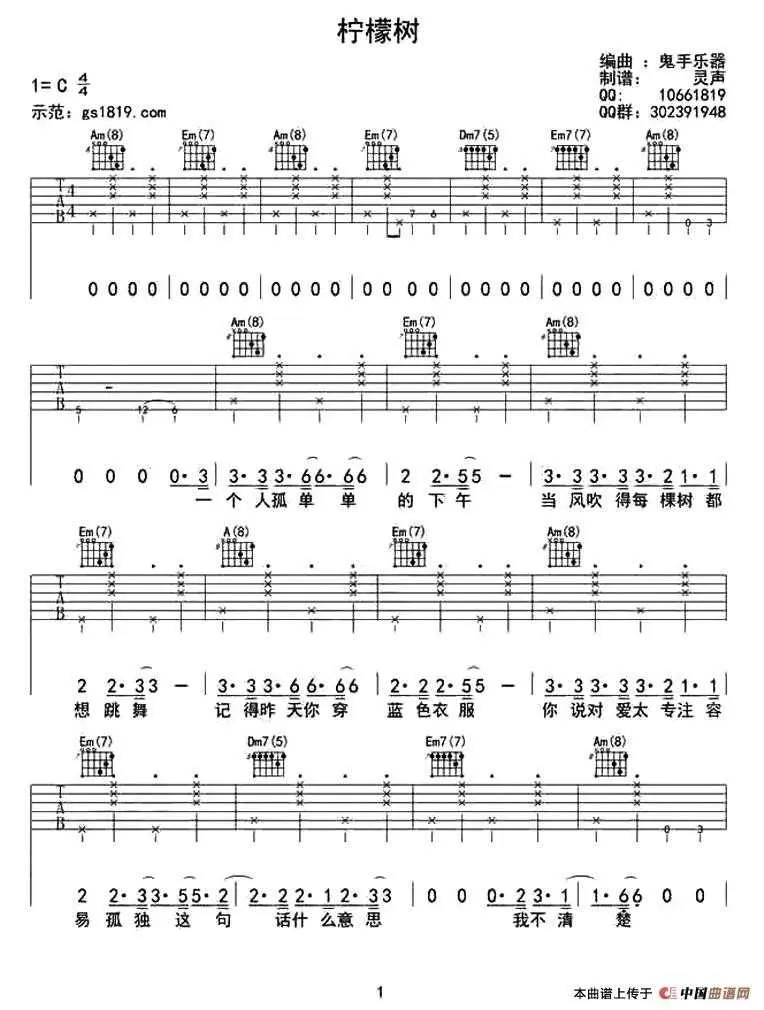 柠檬树
编曲 ：鬼手乐器
1= C 4/4
制谱： 灵声
QQ: 10661819
示范：gs1819.com
QQ群：302391948
Am(8) Em(7) Am(8) Em(7) Dm7(5) Em7(7) Am(8)
T A B 4 4 7 6 0 3
0 0 0 0 | 0 0 0 0 | 0 0 0 0 | 0 0 0 0 | 0 0 0 0 | 0 0 0 0 | 0 0 0 0
Am(8) Em(7) Am(8)
T A B 5 12 6
0 0 0 0·3 | 3·3 3·6 6·6 6·6 | 2 2·5 5 – | 3·3 3·3 3·2 1·1
一 个 人孤 单 单 的 下 午 当 风吹 得每 棵树 都
Em(7) A(8) Em(7) Am(8)
T A B
2 2·3 3 – | 3·3 3·3 6·6 6·6 | 2·2 2·5 5 – | 3·3 3·3 3·2 1·1
想 跳 舞 记 得昨 天你 穿 蓝 色衣 服 你 说对 爱太 专注 容
Em(7) Dm7(5) Em7(7) Am(8)
T A B 0 3
2 2·3 3·5 5·2 | 2·2 2·2 2·3 3 | 0 0 0·2 3·1 | 1·6 6 0 0
易 孤 独 这 句 话什 么意 思 我不 清 楚
1
本曲谱上传于 中国曲谱网